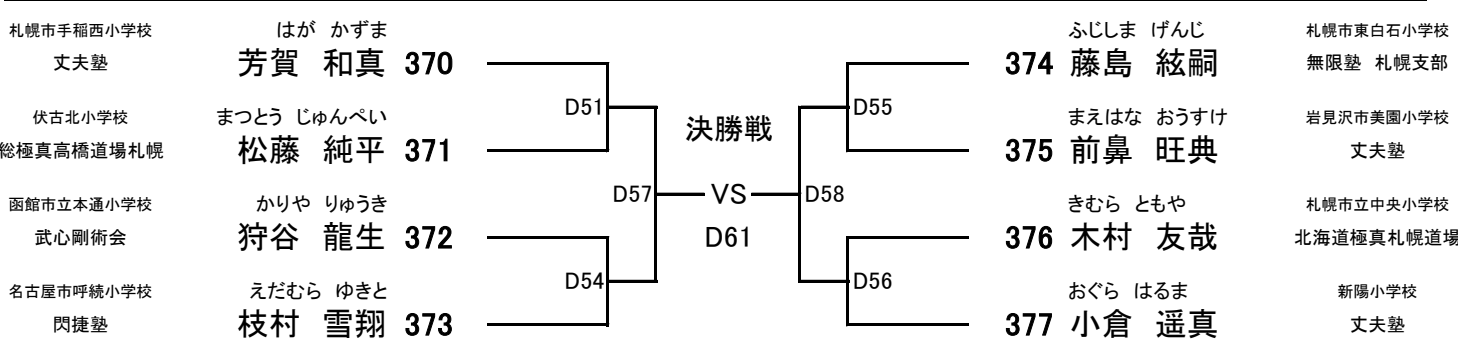 札幌市手稲西小学校 はが かずま ふじしま げんじ 札幌市東白石小学校
丈夫塾 芳賀 和真 370 374 藤島 絃嗣 無限塾 札幌支部
D51 D55
伏古北小学校 まつとう じゅんぺい 決勝戦 まえはな おうすけ 岩見沢市美園小学校
総極真高橋道場札幌 松藤 純平 371 375 前鼻 旺典 丈夫塾
D57 VS D58
函館市立本通小学校 かりや りゅうき きむら ともや 札幌市立中央小学校
武心剛術会 狩谷 龍生 372 D61 376 木村 友哉 北海道極真札幌道場
D54 D56
名古屋市呼続小学校 えだむら ゆきと おぐら はるま 新陽小学校
閃捷塾 枝村 雪翔 373 377 小倉 遥真 丈夫塾